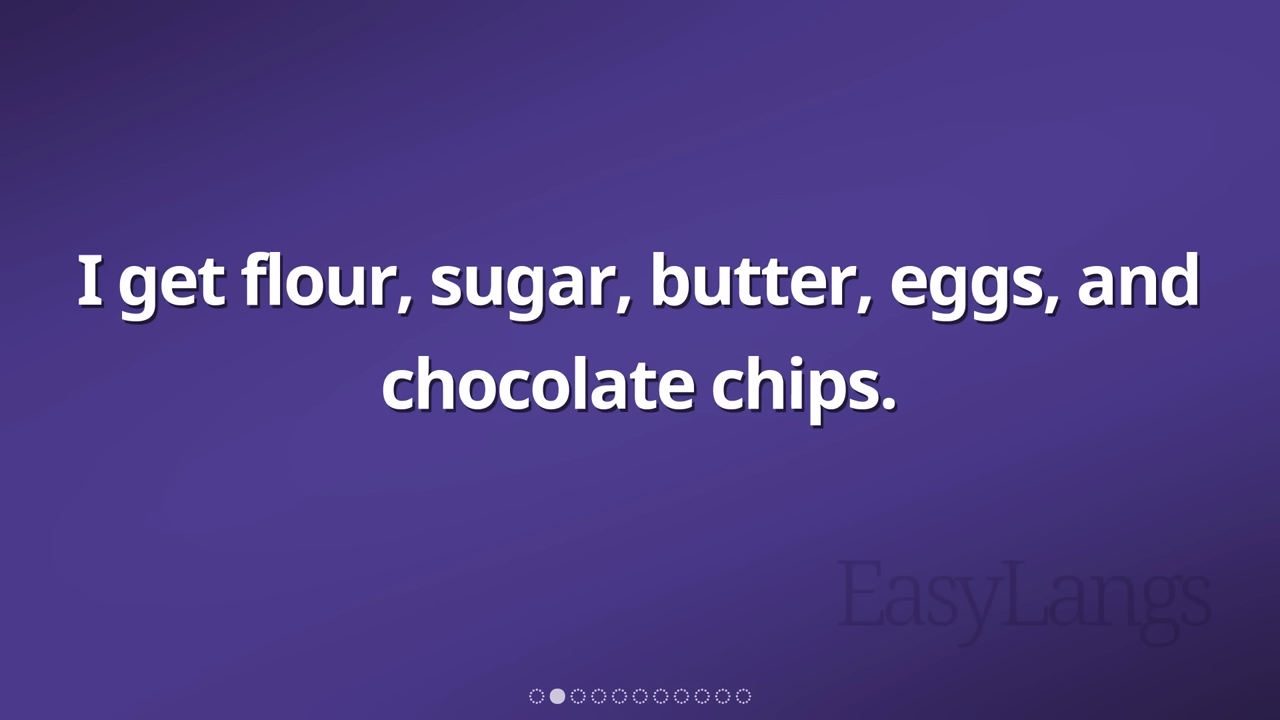 I get flour, sugar, butter, eggs, and
chocolate chips.
EasyLangs